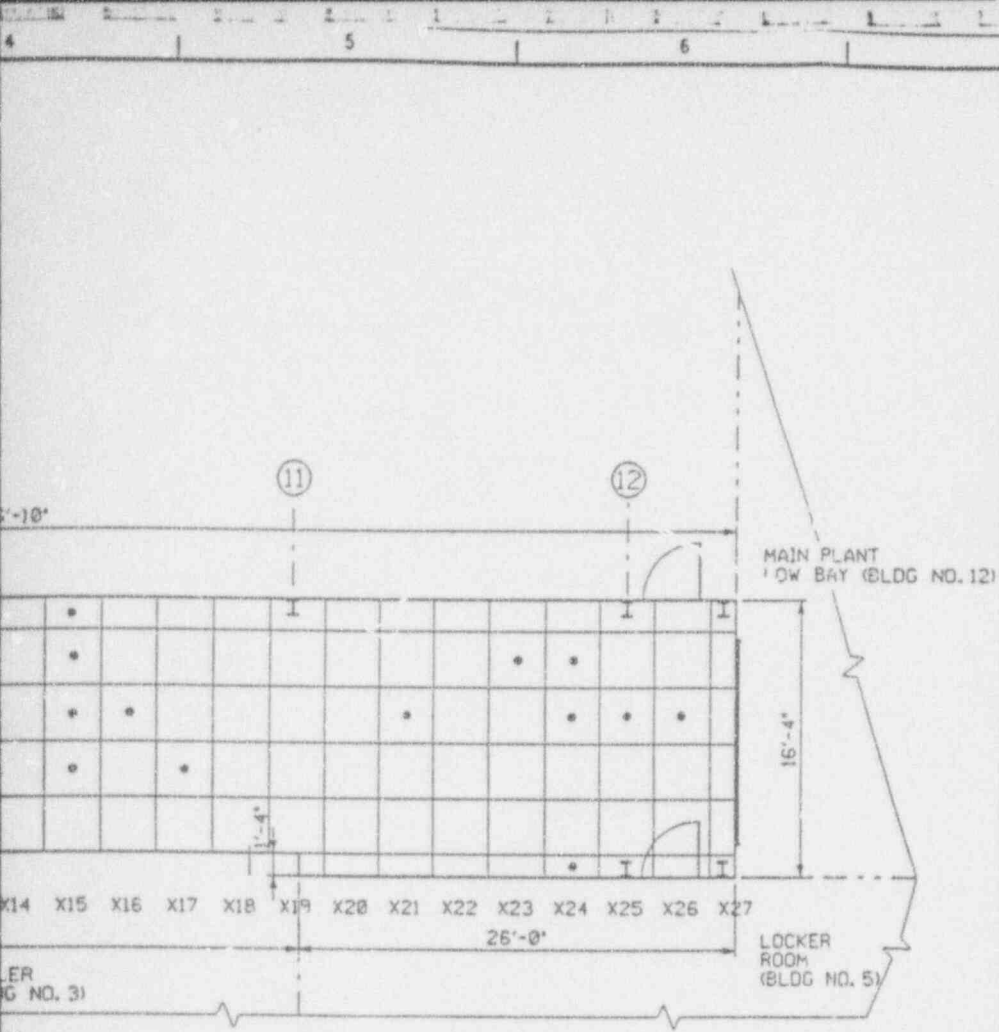 4 5 6
11 12
'-10"
MAIN PLANT
LOW BAY (BLDG NO. 12)
16'-4"
1'-4"
X14 X15 X16 X17 X18 X19 X20 X21 X22 X23 X24 X25 X26 X27
26'-0"
LOCKER
ROOM
(BLDG NO. 5)
LER
G NO. 3)